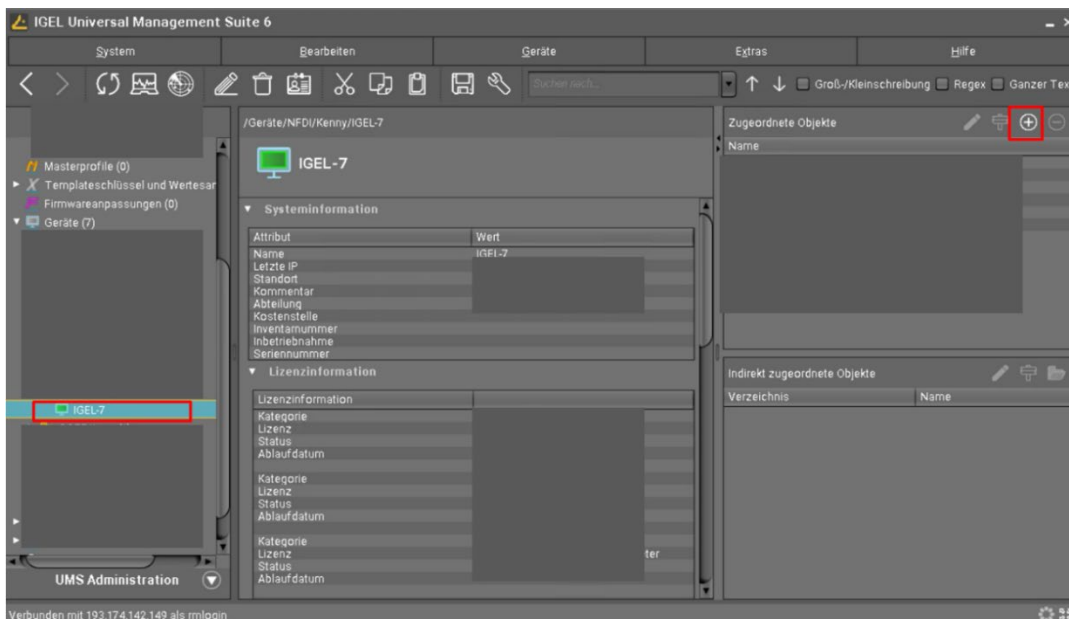 IGEL Universal Management Suite 6
System Bearbeiten Geräte Extras Hilfe
Suchen nach... Groß-/Kleinschreibung Regex Ganzer Tex
Masterprofile (0)
Templateschlüssel und Wertesar
Firmwareanpassungen (0)
Geräte (7)
IGEL-7
UMS Administration
/Geräte/NFDI/Kenny/IGEL-7
IGEL-7
Systeminformation
Attribut Wert
Name IGEL-7
Letzte IP
Standort
Kommentar
Abteilung
Kostenstelle
Inventarnummer
Inbetriebnahme
Seriennummer
Lizenzinformation
Lizenzinformation
Kategorie
Lizenz
Status
Ablaufdatum
Kategorie
Lizenz
Status
Ablaufdatum
Kategorie
Lizenz ter
Status
Ablaufdatum
Zugeordnete Objekte
Name
Indirekt zugeordnete Objekte
Verzeichnis Name
Verbunden mit 193.174.142.149 als rmlogin